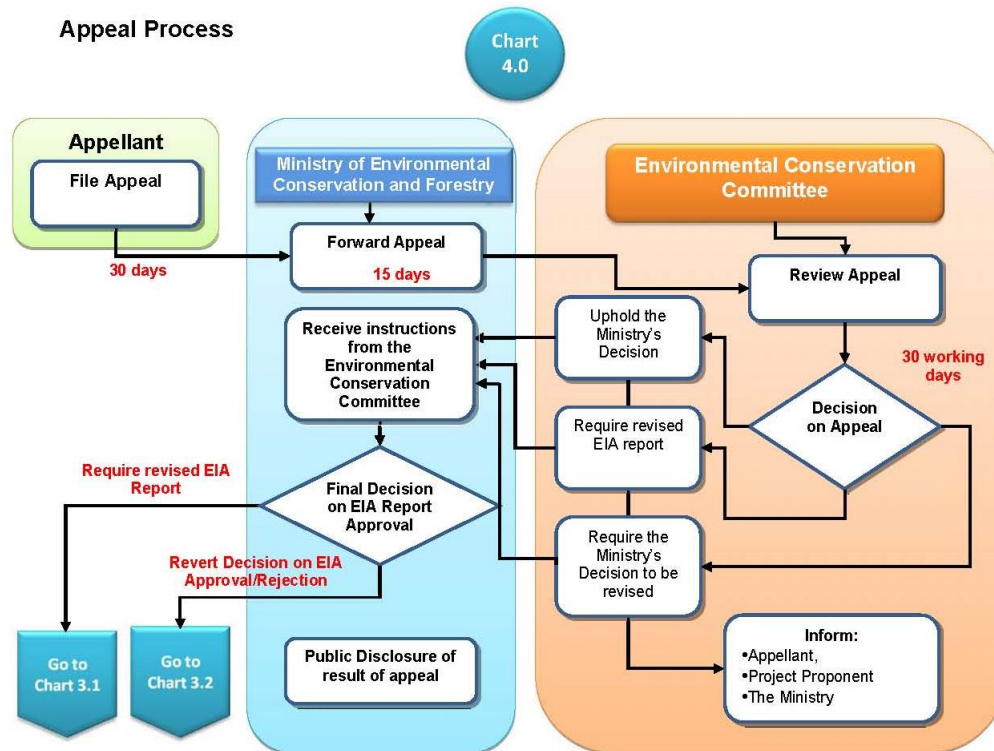 Appeal Process
Chart
4.0
Appellant
File Appeal
30 days
Ministry of Environmental
Conservation and Forestry
Forward Appeal
15 days
Receive instructions
from the
Environmental
Conservation
Committee
Final Decision
on EIA Report
Approval
Require revised EIA
Report
Revert Decision on EIA
Approval/Rejection
Go to
Chart 3.1
Go to
Chart 3.2
Public Disclosure of
result of appeal
Environmental Conservation
Committee
Review Appeal
30 working
days
Decision
on Appeal
Uphold the
Ministry's
Decision
Require revised
EIA report
Require the
Ministry's
Decision to be
revised
Inform:
•Appellant,
•Project Proponent
•The Ministry